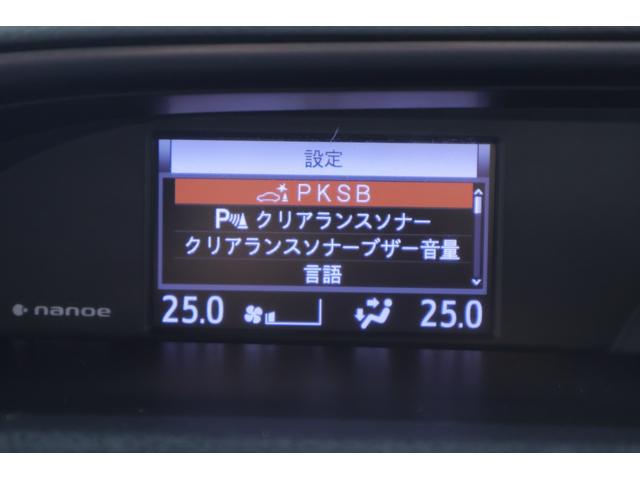 設定
PKSB
P クリアランスソナー
クリアランスソナーブザー音量
言語
25.0 25.0
nanoe